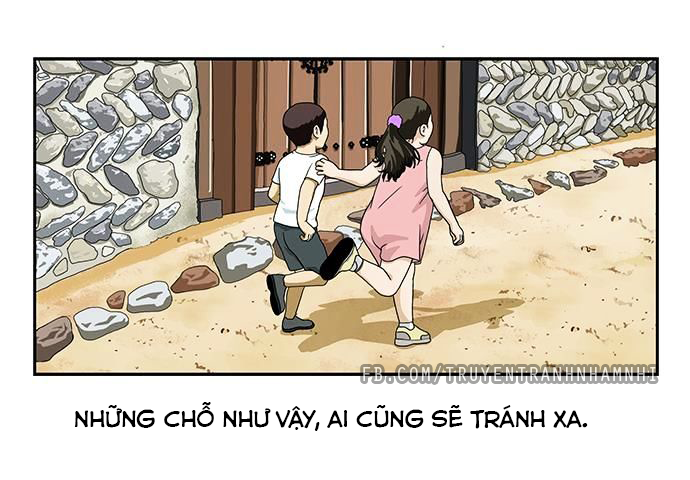 FB.COM/TRUYENTRANHNHAMNHI
NHỮNG CHỖ NHƯ VẬY, AI CŨNG SẼ TRÁNH XA.